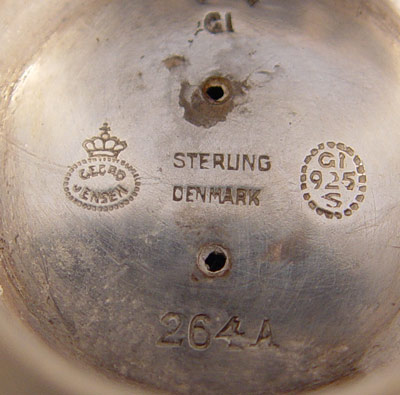 GI
GEORG
JENSEN
STERLING
DENMARK
GI
925
S
264A